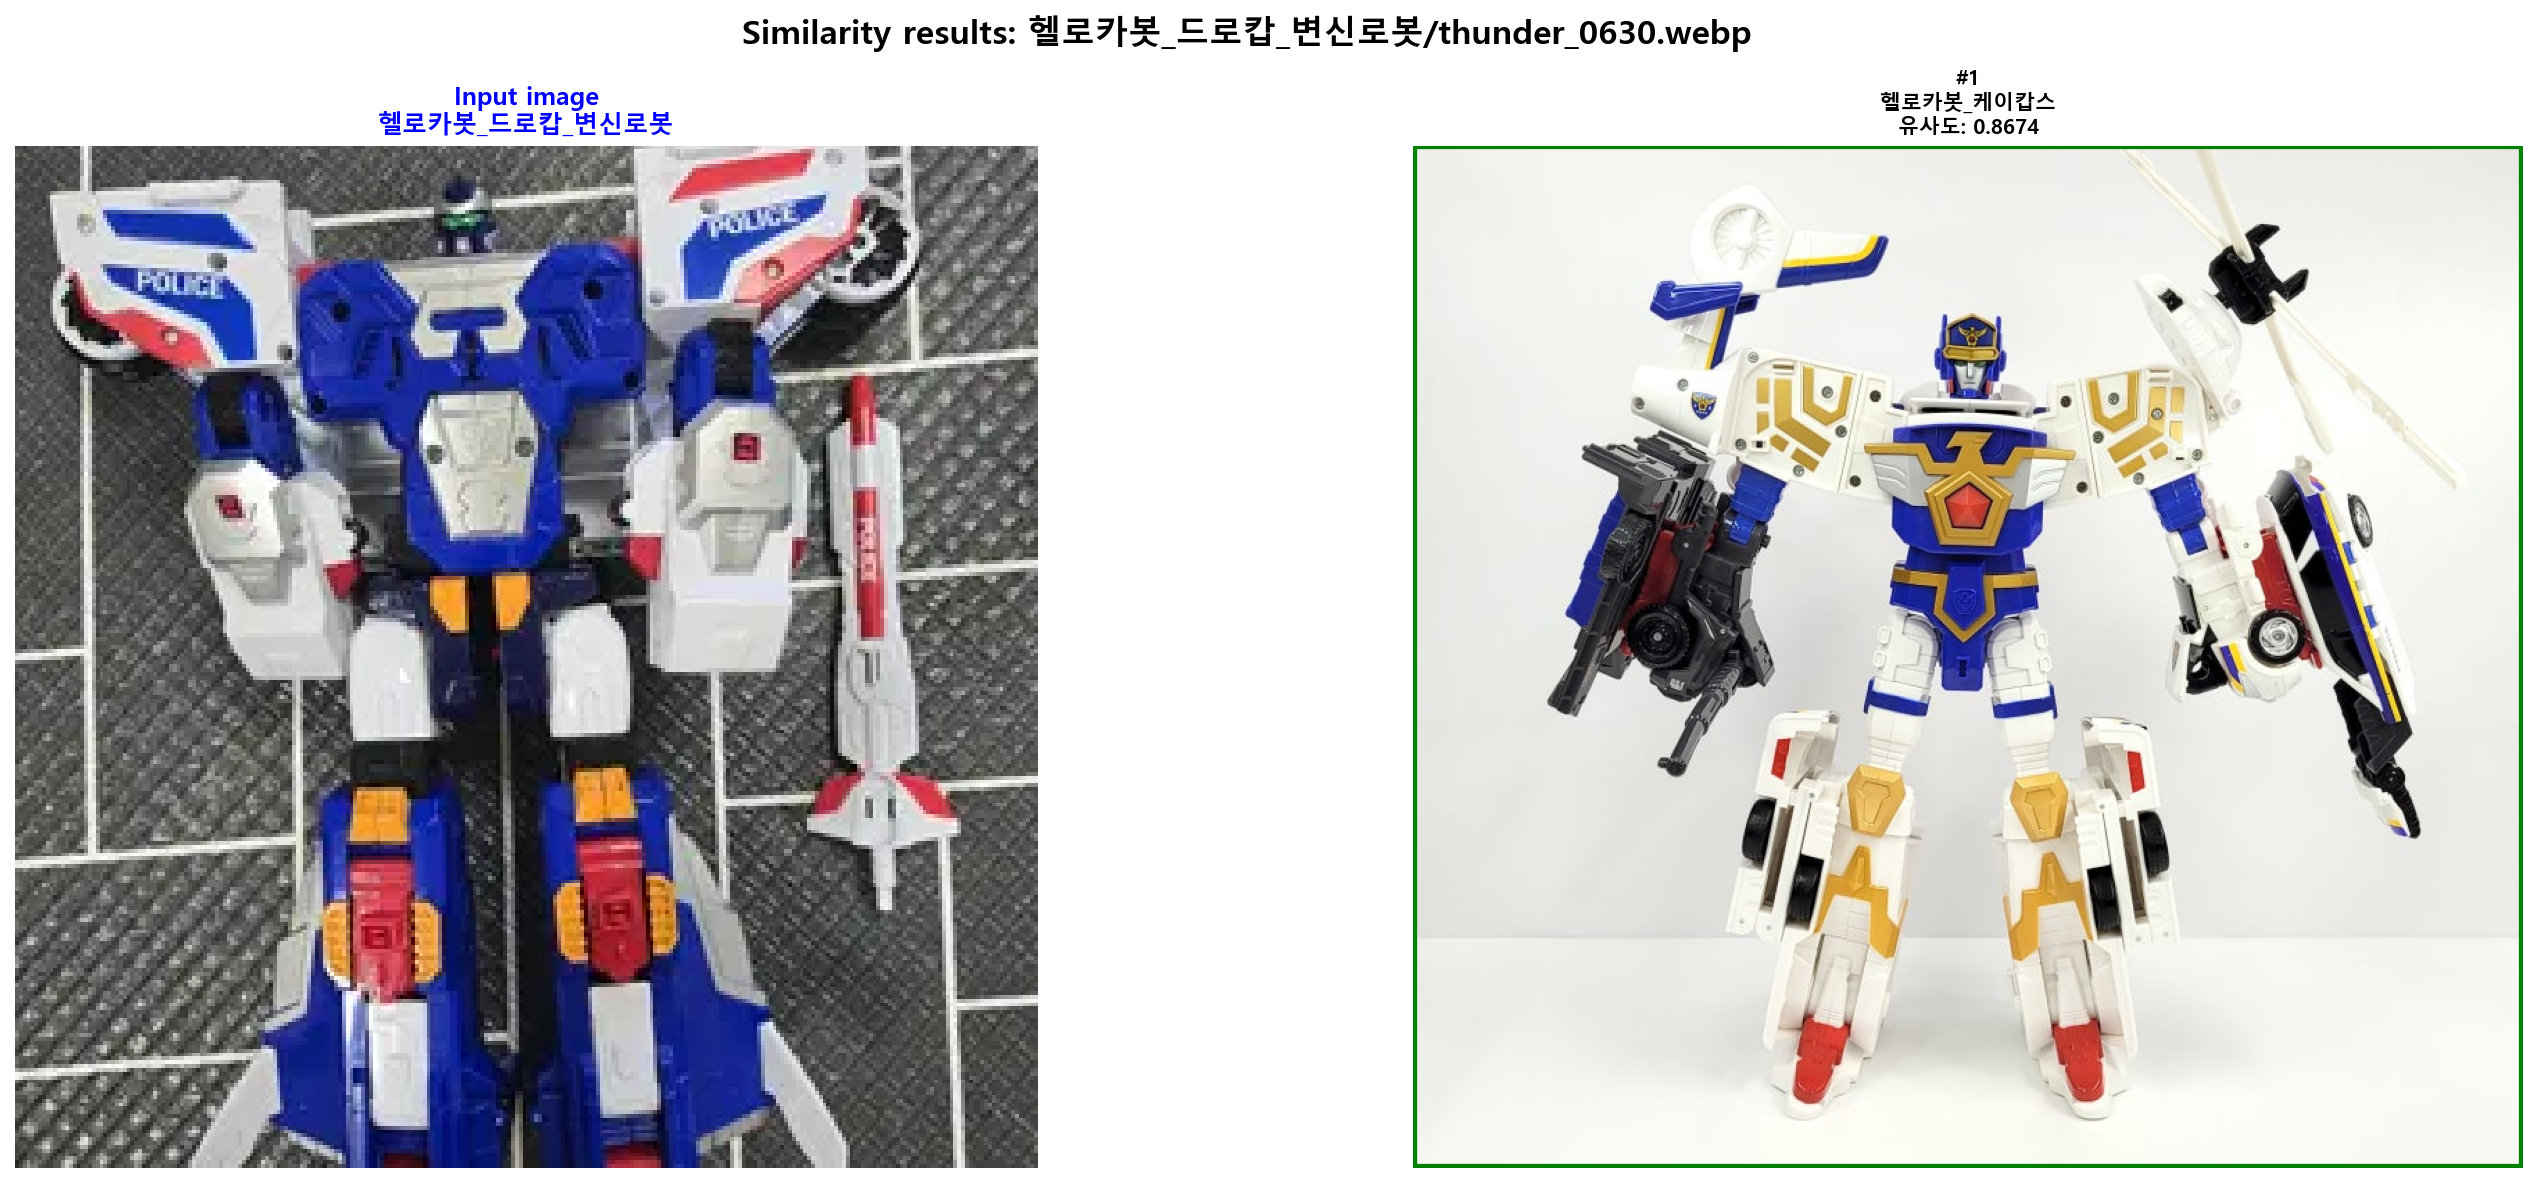 Similarity results: 헬로카봇_드로캅_변신로봇/thunder_0630.webp
Input image
헬로카봇_드로캅_변신로봇
#1
헬로카봇_케이캅스
유사도: 0.8674
POLICE
POLICE
POLICE